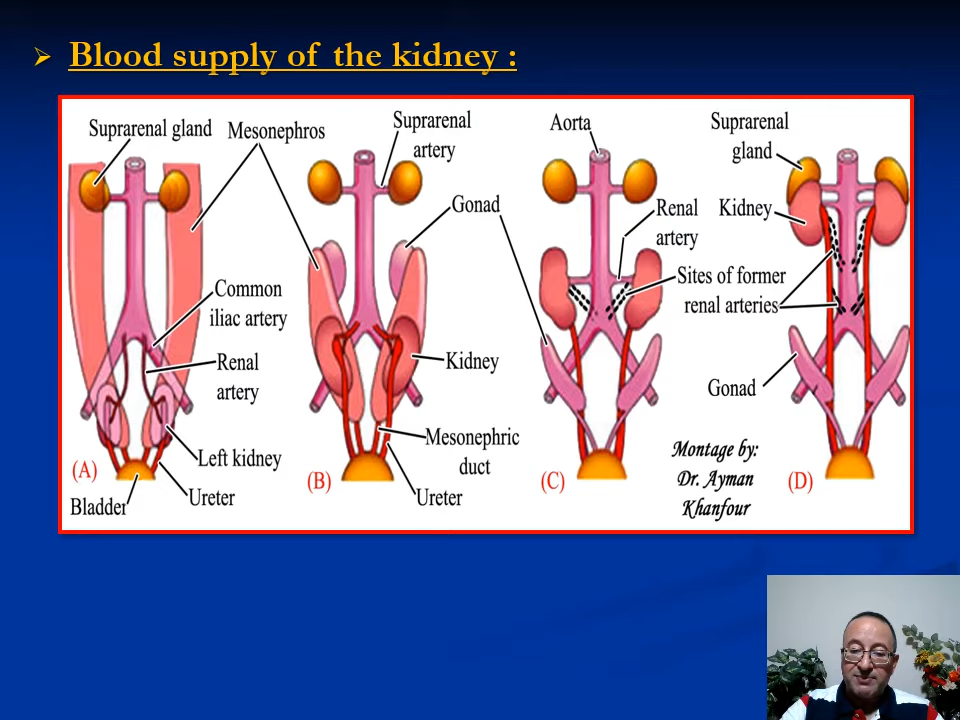 Blood supply of the kidney :
Suprarenal gland
Mesonephros
Common
iliac artery
Renal
artery
Left kidney
Ureter
Bladder
(A)
Suprarenal
artery
Gonad
Kidney
Mesonephric
duct
Ureter
(B)
Aorta
Renal
artery
Sites of former
renal arteries
(C)
Montage by:
Dr. Ayman
Khanfour
Suprarenal
gland
Kidney
Gonad
(D)